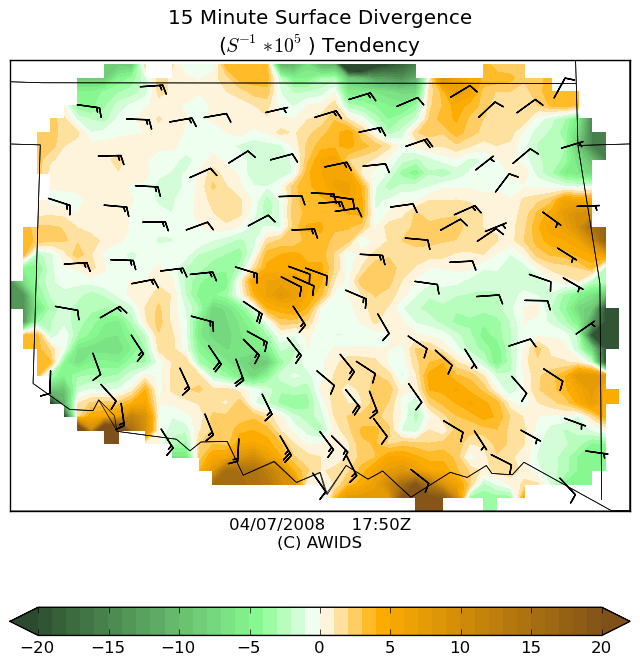 15 Minute Surface Divergence
(S⁻¹ * 10⁵ ) Tendency
04/07/2008 17:50Z
(C) AWIDS
−20 −15 −10 −5 0 5 10 15 20